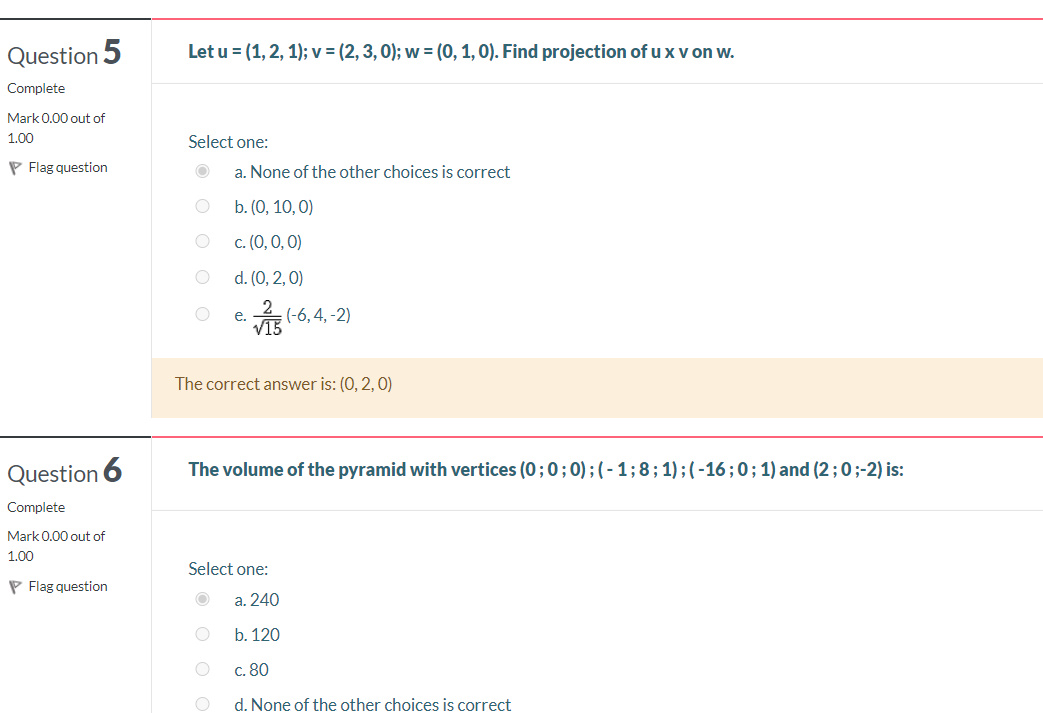 Question 5
Complete
Mark 0.00 out of
1.00
Flag question
Let u = (1, 2, 1); v = (2, 3, 0); w = (0, 1, 0). Find projection of u x v on w.
Select one:
a. None of the other choices is correct
b. (0, 10, 0)
c. (0, 0, 0)
d. (0, 2, 0)
e. 2/√15 (-6, 4, -2)
The correct answer is: (0, 2, 0)
Question 6
Complete
Mark 0.00 out of
1.00
Flag question
The volume of the pyramid with vertices (0 ; 0 ; 0) ; ( - 1 ; 8 ; 1) ; ( -16 ; 0 ; 1) and (2 ; 0 ;-2) is:
Select one:
a. 240
b. 120
c. 80
d. None of the other choices is correct